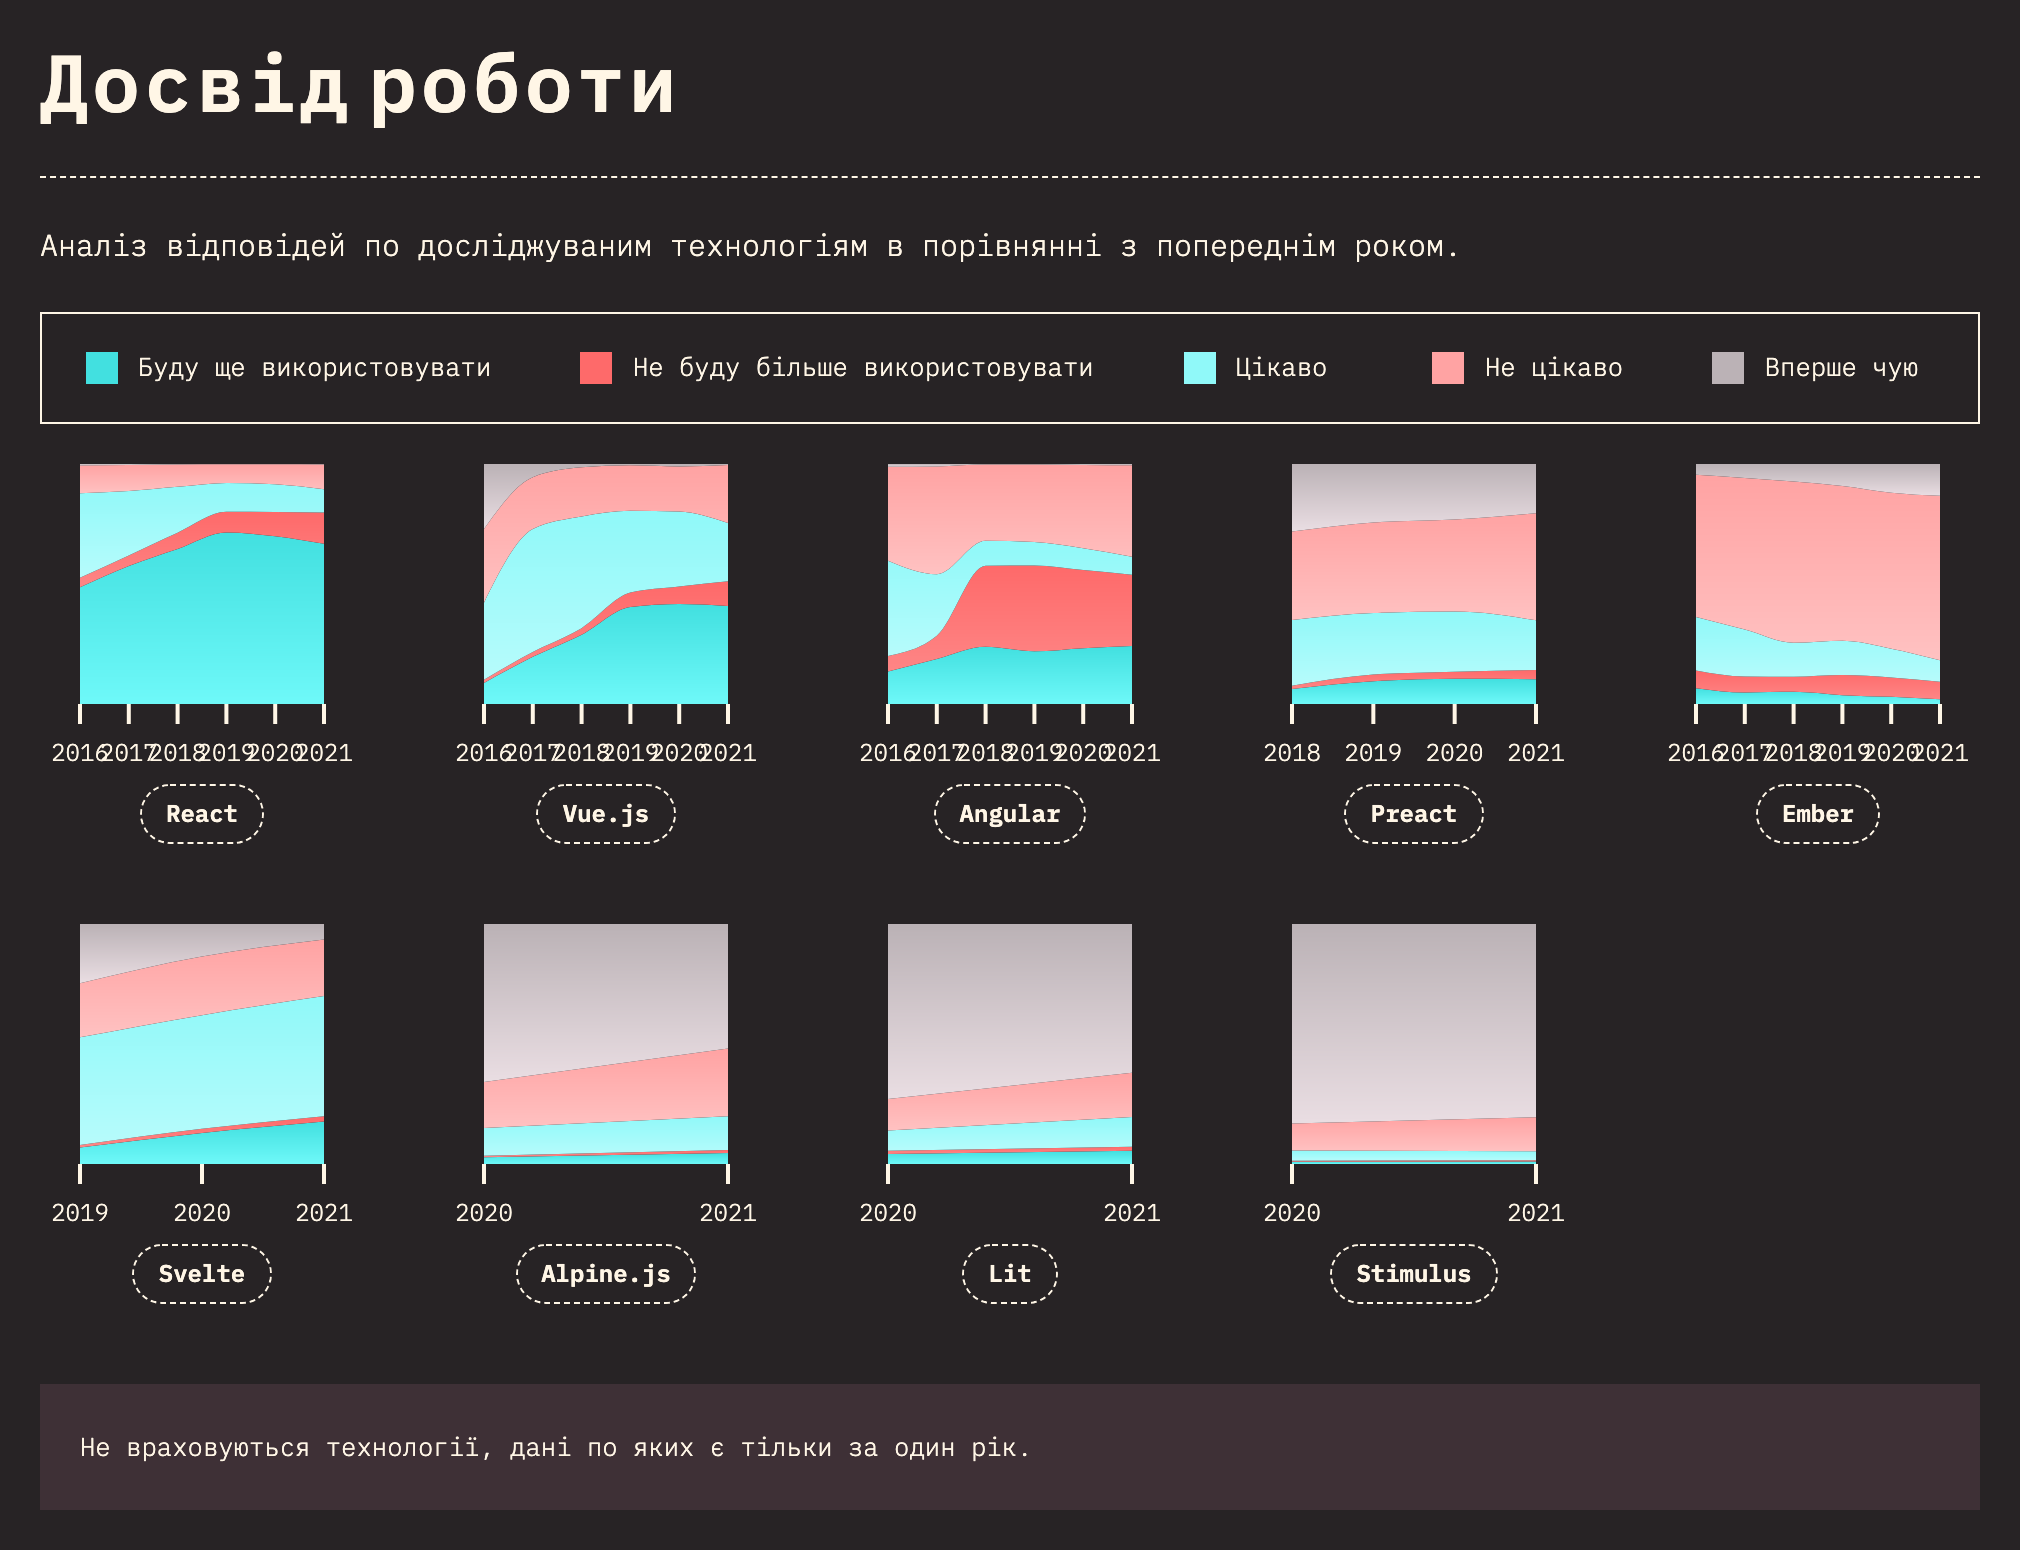 Досвід роботи
Аналіз відповідей по досліджуваним технологіям в порівнянні з попереднім роком.
Буду ще використовувати Не буду більше використовувати Цікаво Не цікаво Вперше чую
2016 2017 2018 2019 2020 2021 2016 2017 2018 2019 2020 2021 2016 2017 2018 2019 2020 2021 2018 2019 2020 2021 2016 2017 2018 2019 2020 2021
React Vue.js Angular Preact Ember
2019 2020 2021 2020 2021 2020 2021 2020 2021
Svelte Alpine.js Lit Stimulus
Не враховуються технології, дані по яких є тільки за один рік.